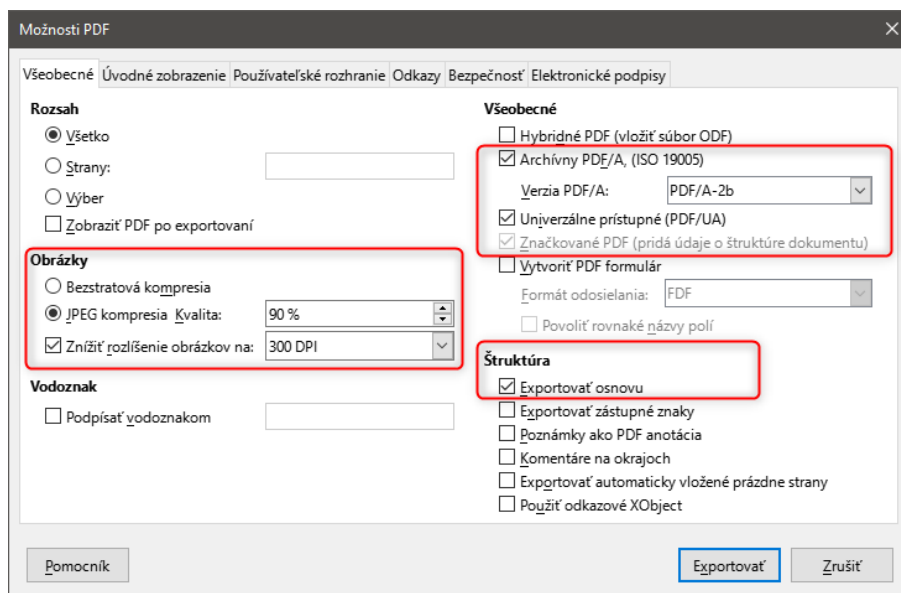 Možnosti PDF
Všeobecné Úvodné zobrazenie Používateľské rozhranie Odkazy Bezpečnosť Elektronické podpisy
Rozsah
Všetko
Strany:
Výber
Zobraziť PDF po exportovaní
Obrázky
Bezstratová kompresia
JPEG kompresia Kvalita: 90 %
Znížiť rozlíšenie obrázkov na: 300 DPI
Vodoznak
Podpísať vodoznakom
Všeobecné
Hybridné PDF (vložiť súbor ODF)
Archívny PDF/A, (ISO 19005)
Verzia PDF/A: PDF/A-2b
Univerzálne prístupné (PDF/UA)
Značkované PDF (pridá údaje o štruktúre dokumentu)
Vytvoriť PDF formulár
Formát odosielania: FDF
Povoliť rovnaké názvy polí
Štruktúra
Exportovať osnovu
Exportovať zástupné znaky
Poznámky ako PDF anotácia
Komentáre na okrajoch
Exportovať automaticky vložené prázdne strany
Použiť odkazové XObject
Pomocník
Exportovať
Zrušiť